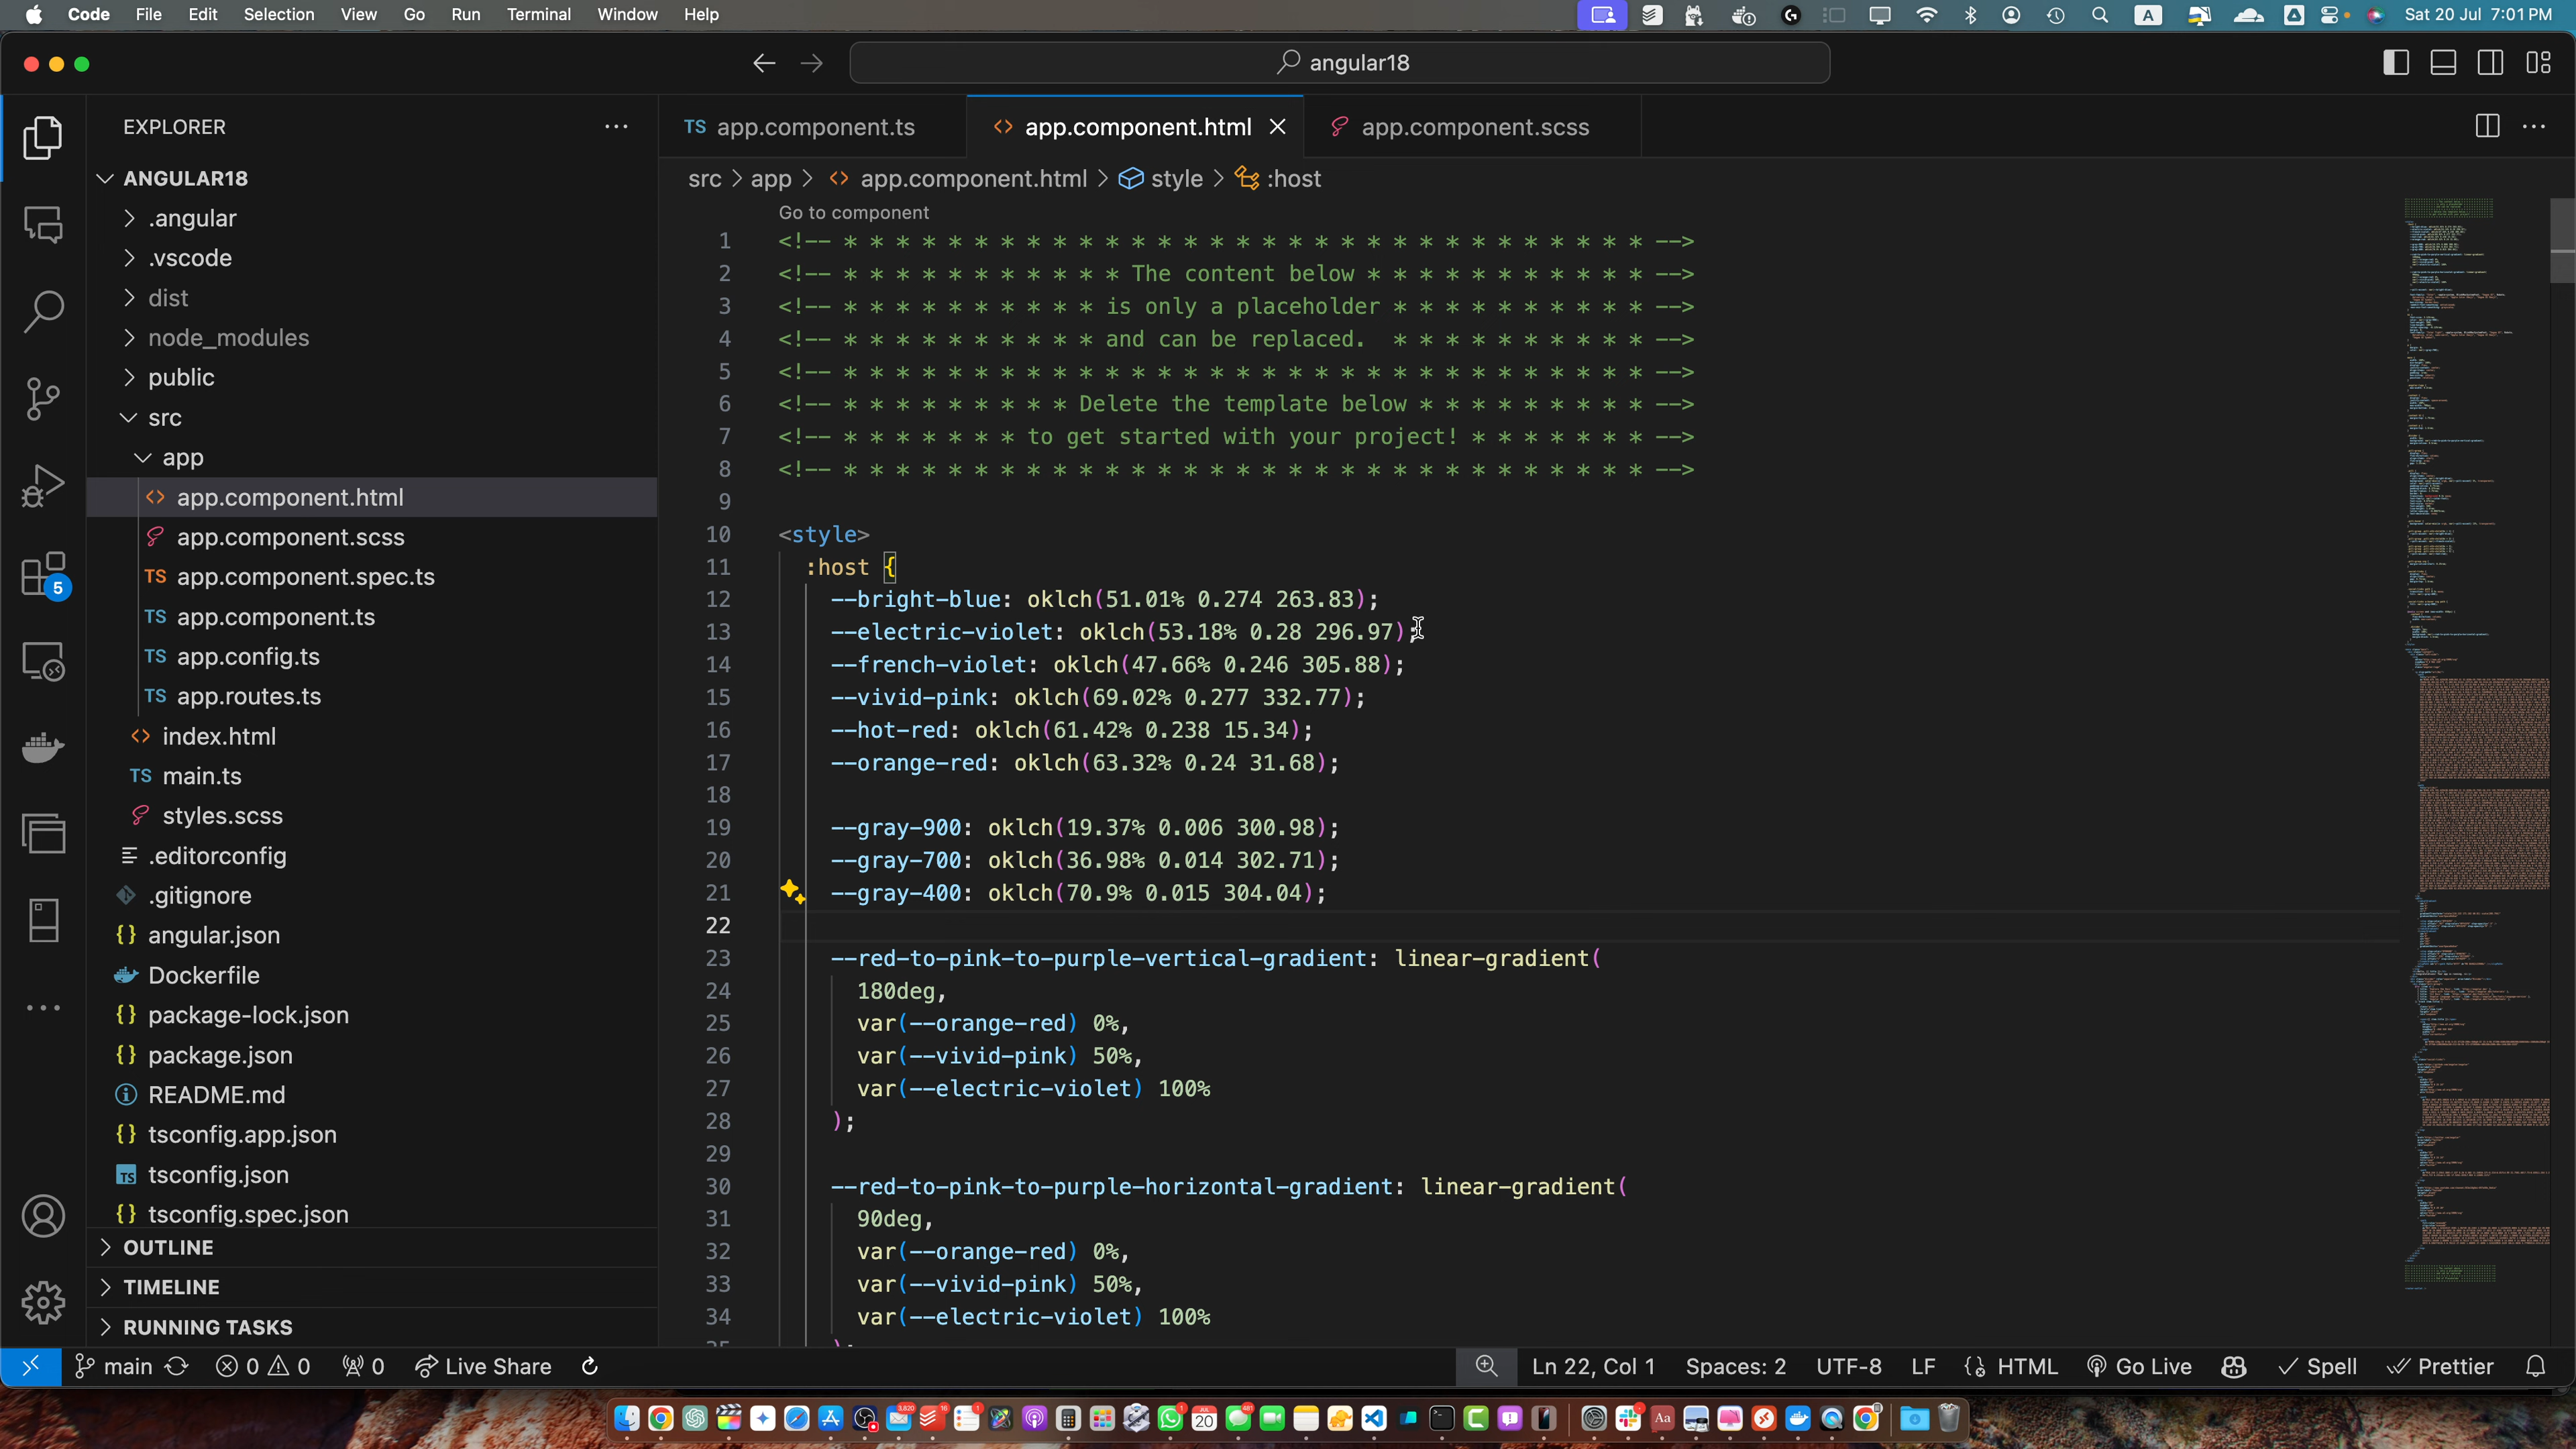 Code File Edit Selection View Go Run Terminal Window Help
A
Sat 20 Jul 7:01 PM
angular18
EXPLORER
ANGULAR18
.angular
.vscode
dist
node_modules
public
src
app
<> app.component.html
app.component.scss
TS app.component.spec.ts
TS app.component.ts
TS app.config.ts
TS app.routes.ts
<> index.html
TS main.ts
styles.scss
.editorconfig
.gitignore
{} angular.json
Dockerfile
{} package-lock.json
{} package.json
README.md
{} tsconfig.app.json
TS tsconfig.json
{} tsconfig.spec.json
OUTLINE
TIMELINE
RUNNING TASKS
5
TS app.component.ts <> app.component.html app.component.scss
src > app > <> app.component.html > style > :host
Go to component
1 <!-- * * * * * * * * * * * * * * * * * * * * * * * * * * * * * * * -->
2 <!-- * * * * * * * * * * * The content below * * * * * * * * * * * -->
3 <!-- * * * * * * * * * * is only a placeholder * * * * * * * * * * -->
4 <!-- * * * * * * * * * * and can be replaced.  * * * * * * * * * * -->
5 <!-- * * * * * * * * * * * * * * * * * * * * * * * * * * * * * * * -->
6 <!-- * * * * * * * * * Delete the template below * * * * * * * * * -->
7 <!-- * * * * * * * to get started with your project! * * * * * * * -->
8 <!-- * * * * * * * * * * * * * * * * * * * * * * * * * * * * * * * -->
9
10 <style>
11 :host {
12 --bright-blue: oklch(51.01% 0.274 263.83);
13 --electric-violet: oklch(53.18% 0.28 296.97);
14 --french-violet: oklch(47.66% 0.246 305.88);
15 --vivid-pink: oklch(69.02% 0.277 332.77);
16 --hot-red: oklch(61.42% 0.238 15.34);
17 --orange-red: oklch(63.32% 0.24 31.68);
18
19 --gray-900: oklch(19.37% 0.006 300.98);
20 --gray-700: oklch(36.98% 0.014 302.71);
21 --gray-400: oklch(70.9% 0.015 304.04);
22
23 --red-to-pink-to-purple-vertical-gradient: linear-gradient(
24 180deg,
25 var(--orange-red) 0%,
26 var(--vivid-pink) 50%,
27 var(--electric-violet) 100%
28 );
29
30 --red-to-pink-to-purple-horizontal-gradient: linear-gradient(
31 90deg,
32 var(--orange-red) 0%,
33 var(--vivid-pink) 50%,
34 var(--electric-violet) 100%
main 0 0 0 Live Share Ln 22, Col 1 Spaces: 2 UTF-8 LF HTML Go Live Spell Prettier